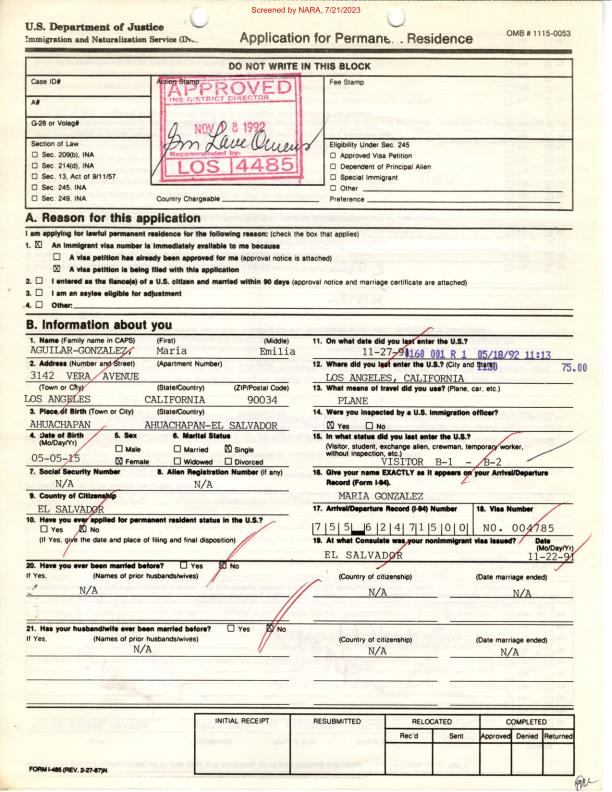 Screened by NARA, 7/21/2023
U.S. Department of Justice
Immigration and Naturalization Service (IN
Application for Permane Residence
OMB # 1115-0053
DO NOT WRITE IN THIS BLOCK
Case ID#
Action Stamp
Fee Stamp
A#
G-28 or Volag#
APPROVED
INS DISTRICT DIRECTOR
NOV 0 8 1992
Recommended by:
LOS 4485
Section of Law
☐ Sec. 209(b), INA
☐ Sec. 214(d), INA
☐ Sec. 13, Act of 9/11/57
☐ Sec. 245, INA
☐ Sec. 249, INA
Country Chargeable
Eligibility Under Sec. 245
☐ Approved Visa Petition
☐ Dependent of Principal Alien
☐ Special Immigrant
☐ Other
Preference
A. Reason for this application
I am applying for lawful permanent residence for the following reason: (check the box that applies)
1. ☒ An immigrant visa number is immediately available to me because
☐ A visa petition has already been approved for me (approval notice is attached)
☒ A visa petition is being filed with this application
2. ☐ I entered as the fiance(e) of a U.S. citizen and married within 90 days (approval notice and marriage certificate are attached)
3. ☐ I am an asylee eligible for adjustment
4. ☐ Other:
B. Information about you
1. Name (Family name in CAPS) (First) (Middle)
AGUILAR-GONZALEZ, Maria Emilia
2. Address (Number and Street) (Apartment Number)
3142 VERA AVENUE
(Town or City) (State/Country) (ZIP/Postal Code)
LOS ANGELES CALIFORNIA 90034
3. Place of Birth (Town or City) (State/Country)
AHUACHAPAN AHUACHAPAN-EL SALVADOR
4. Date of Birth (Mo/Day/Yr) 5. Sex 6. Marital Status
☐ Male ☐ Married ☒ Single
05-05-15 ☒ Female ☐ Widowed ☐ Divorced
7. Social Security Number 8. Alien Registration Number (if any)
N/A N/A
9. Country of Citizenship
EL SALVADOR
10. Have you ever applied for permanent resident status in the U.S.?
☐ Yes ☒ No
(If Yes, give the date and place of filing and final disposition)
11. On what date did you last enter the U.S.?
11-27-9
0160 001 R 1 05/18/92 11:13
12. Where did you last enter the U.S.? (City and State)
75.00
LOS ANGELES, CALIFORNIA
13. What means of travel did you use? (Plane, car, etc.)
PLANE
14. Were you inspected by a U.S. immigration officer?
☒ Yes ☐ No
15. In what status did you last enter the U.S.?
(Visitor, student, exchange alien, crewman, temporary worker,
without inspection, etc.)
VISITOR B-1 - B-2
16. Give your name EXACTLY as it appears on your Arrival/Departure
Record (Form I-94).
MARIA GONZALEZ
17. Arrival/Departure Record (I-94) Number 18. Visa Number
7 5 5 6 2 4 7 1 5 0 0 NO. 004785
19. At what Consulate was your nonimmigrant visa issued? Date
(Mo/Day/Yr)
EL SALVADOR 11-22-91
20. Have you ever been married before? ☐ Yes ☒ No
If Yes, (Names of prior husbands/wives) (Country of citizenship) (Date marriage ended)
N/A N/A N/A
21. Has your husband/wife ever been married before? ☐ Yes ☒ No
If Yes, (Names of prior husbands/wives) (Country of citizenship) (Date marriage ended)
N/A N/A N/A
INITIAL RECEIPT RESUBMITTED RELOCATED COMPLETED
Rec'd Sent Approved Denied Returned
FORM I-485 (REV. 2-27-87)N